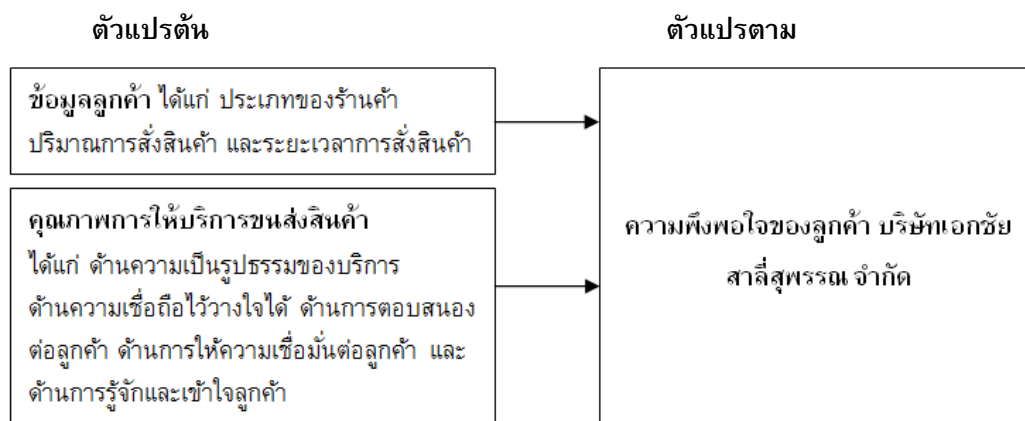 ตัวแปรต้น
ตัวแปรตาม
ข้อมูลลูกค้า ได้แก่ ประเภทของร้านค้า
ปริมาณการสั่งสินค้า และระยะเวลาการสั่งสินค้า
คุณภาพการให้บริการขนส่งสินค้า
ได้แก่ ด้านความเป็นรูปธรรมของบริการ
ด้านความเชื่อถือไว้วางใจได้ ด้านการตอบสนอง
ต่อลูกค้า ด้านการให้ความเชื่อมั่นต่อลูกค้า และ
ด้านการรู้จักและเข้าใจลูกค้า
ความพึงพอใจของลูกค้า บริษัทเอกชัย
สาลี่สุพรรณ จำกัด